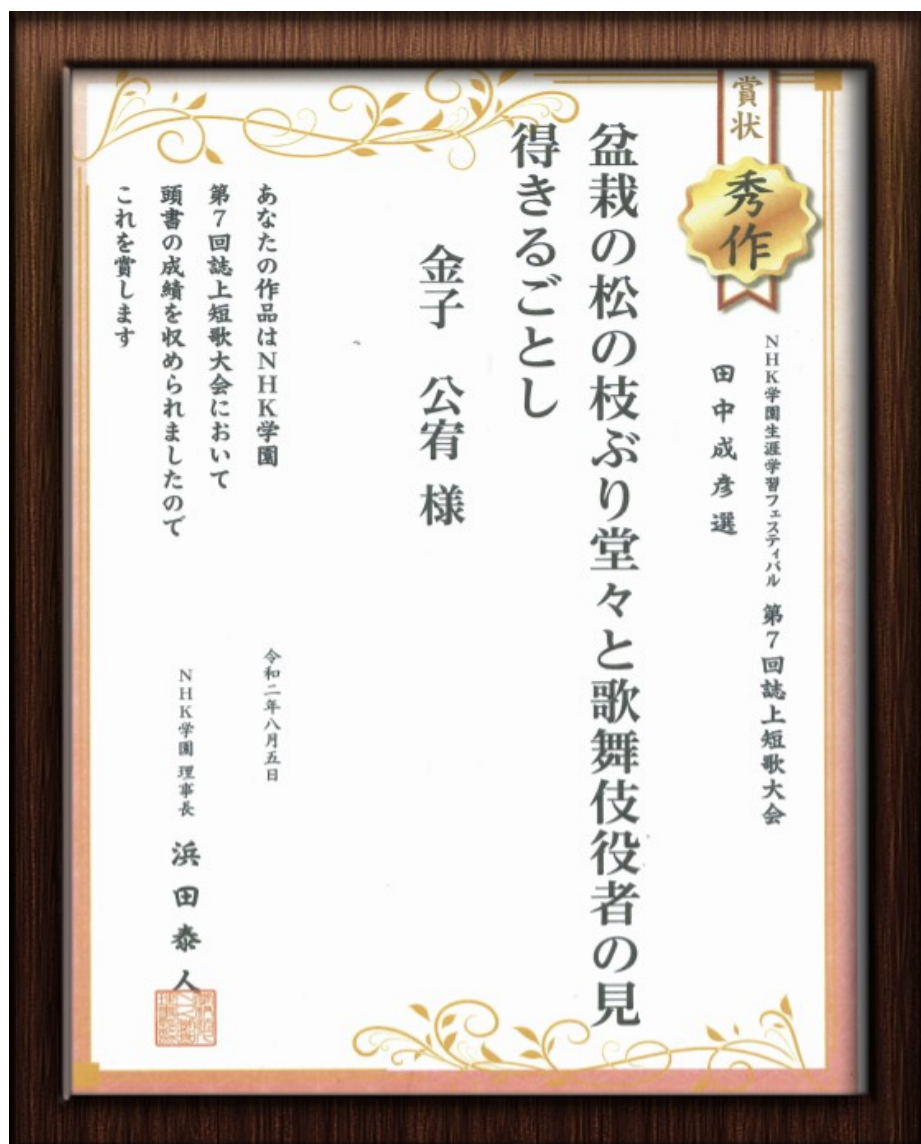 賞状
秀作
NHK学園生涯学習フェスティバル 第7回誌上短歌大会
田中成彦選
盆栽の松の枝ぶり堂々と歌舞伎役者の見
得きるごとし
金子 公宥 様
あなたの作品はNHK学園
第7回誌上短歌大会において
頭書の成績を収められましたので
これを賞します
令和二年八月五日
NHK学園 理事長 浜田泰人